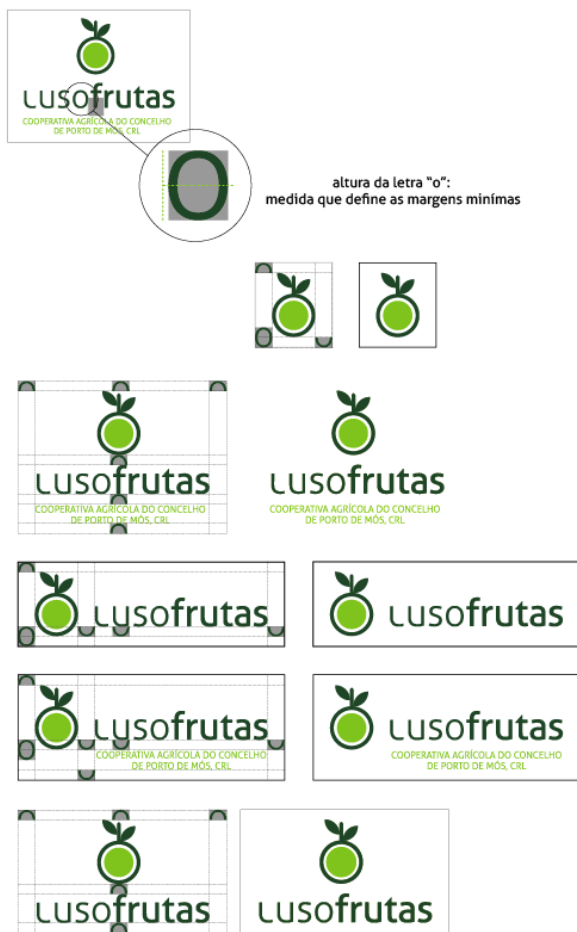 Lusofrutas
COOPERATIVA AGRÍCOLA DO CONCELHO
DE PORTO DE MÓS, CRL
O
altura da letra “o”:
medida que define as margens minímas
Lusofrutas
COOPERATIVA AGRÍCOLA DO CONCELHO
DE PORTO DE MÓS, CRL
Lusofrutas
COOPERATIVA AGRÍCOLA DO CONCELHO
DE PORTO DE MÓS, CRL
Lusofrutas
Lusofrutas
Lusofrutas
COOPERATIVA AGRÍCOLA DO CONCELHO
DE PORTO DE MÓS, CRL
Lusofrutas
COOPERATIVA AGRÍCOLA DO CONCELHO
DE PORTO DE MÓS, CRL
Lusofrutas
Lusofrutas